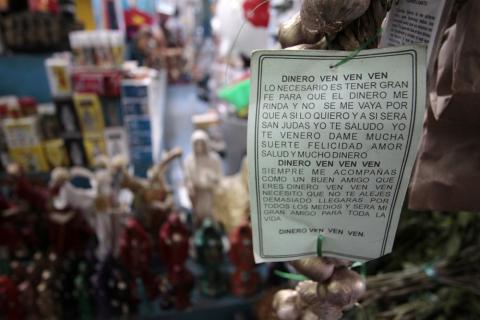 DINERO VEN VEN VEN
LO NECESARIO ES TENER GRAN
FE PARA QUE EL DINERO ME
RINDA Y NO SE ME VAYA POR
QUE A SI LO QUIERO Y A SI SERA
SAN JUDAS YO TE SALUDO YO
TE VENERO DAME MUCHA
SUERTE FELICIDAD AMOR
SALUD Y MUCHO DINERO
DINERO VEN VEN VEN
SIEMPRE ME ACOMPAÑAS
COMO UN BUEN AMIGO QUE
ERES DINERO VEN VEN VEN
NECESITO QUE NO TE ALEJES
DEMASIADO LLEGARAS POR
TODOS LOS MEDIOS Y SERA MI
GRAN AMIGO PARA TODA LA
VIDA
DINERO VEN VEN VEN.